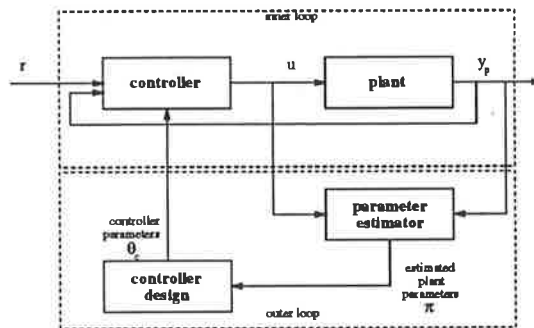 inner loop
r
controller
u
plant
y_p
controller
parameters
θ_c
parameter
estimator
controller
design
estimated
plant
parameters
π
outer loop